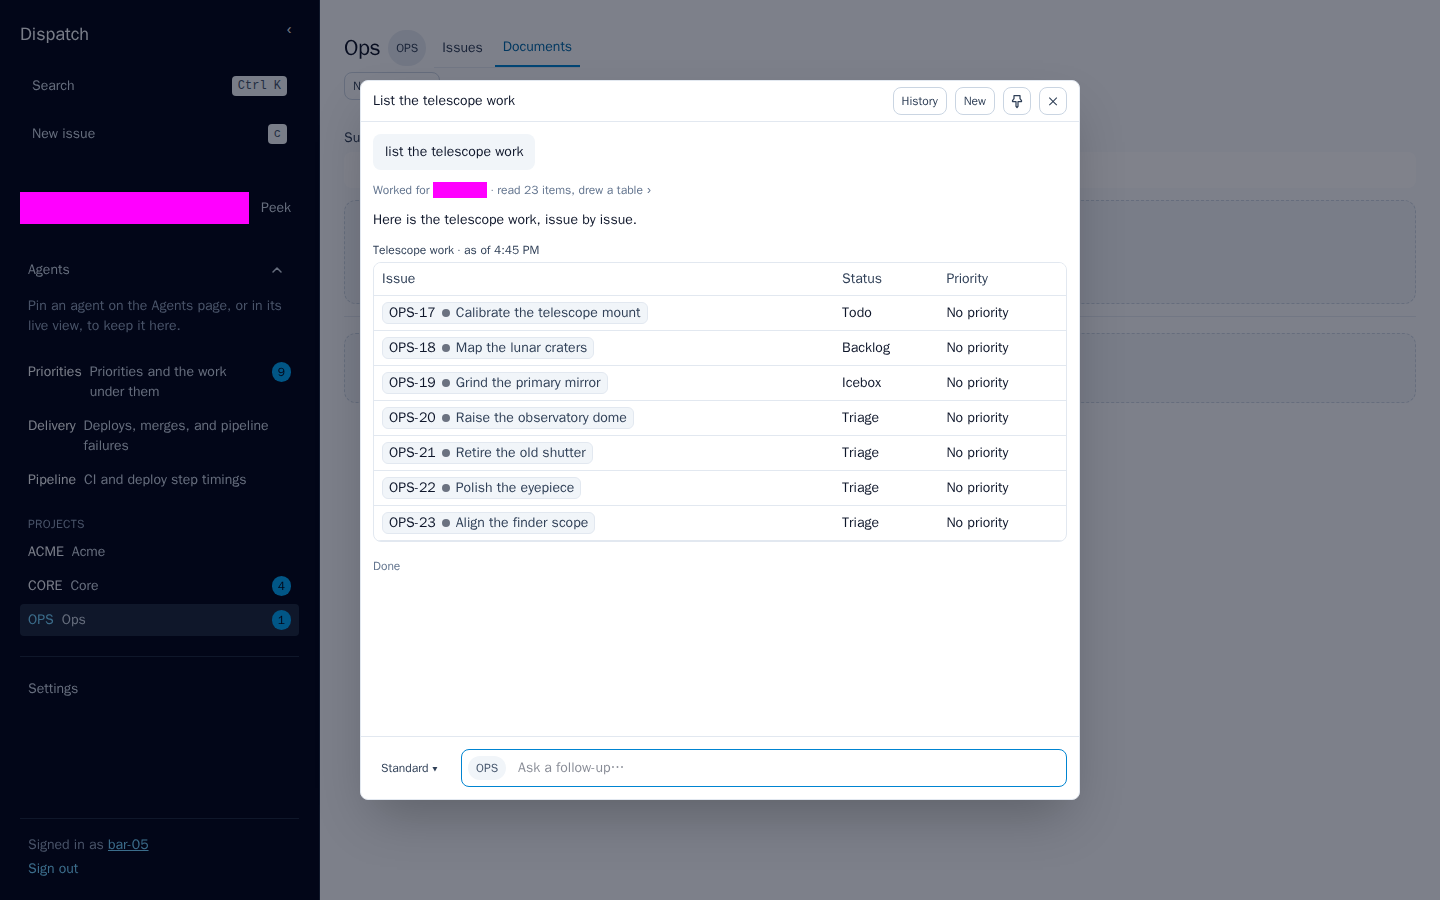 Dispatch
Search Ctrl K
New issue C
Peek
Agents
Pin an agent on the Agents page, or in its
live view, to keep it here.
Priorities Priorities and the work 9
under them
Delivery Deploys, merges, and pipeline
failures
Pipeline CI and deploy step timings
PROJECTS
ACME Acme
CORE Core 4
OPS Ops 1
Settings
Signed in as bar-05
Sign out
Ops OPS Issues Documents
List the telescope work History New
list the telescope work
Worked for · read 23 items, drew a table ›
Here is the telescope work, issue by issue.
Telescope work · as of 4:45 PM
Issue Status Priority
OPS-17 Calibrate the telescope mount Todo No priority
OPS-18 Map the lunar craters Backlog No priority
OPS-19 Grind the primary mirror Icebox No priority
OPS-20 Raise the observatory dome Triage No priority
OPS-21 Retire the old shutter Triage No priority
OPS-22 Polish the eyepiece Triage No priority
OPS-23 Align the finder scope Triage No priority
Done
Standard OPS Ask a follow-up…